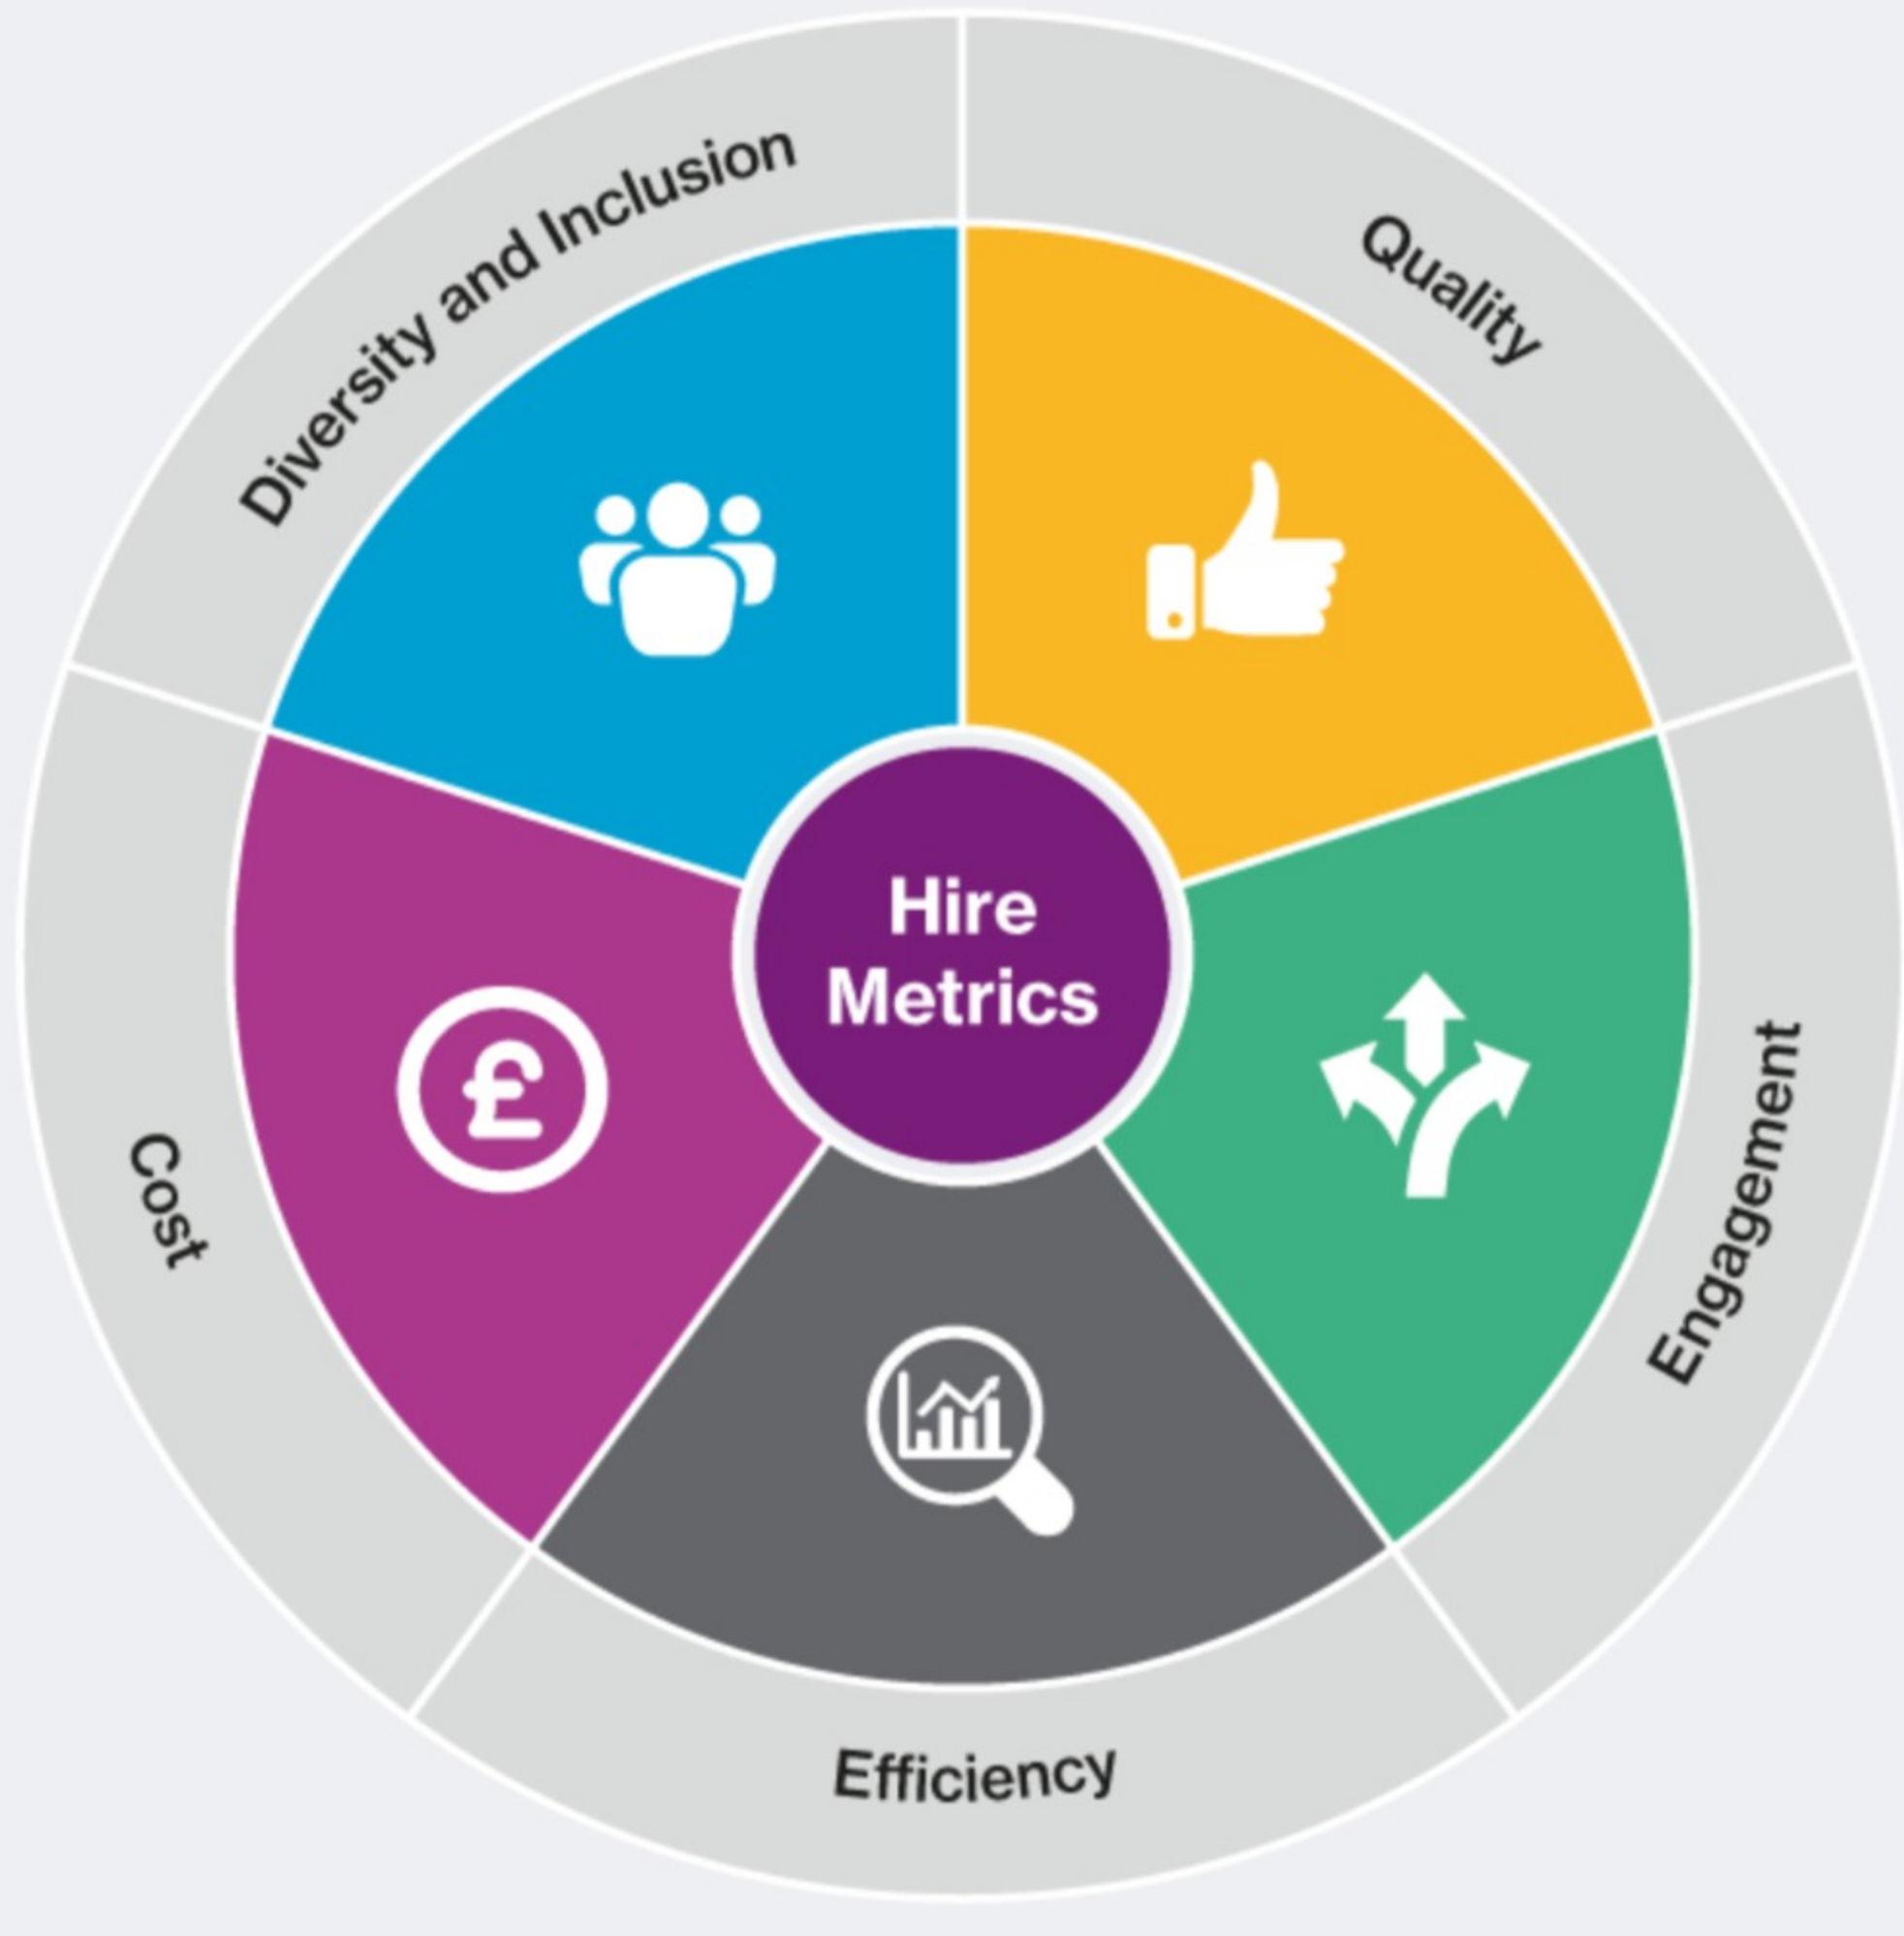 Diversity and Inclusion
Quality
Hire
Metrics
£
Cost
Engagement
Efficiency